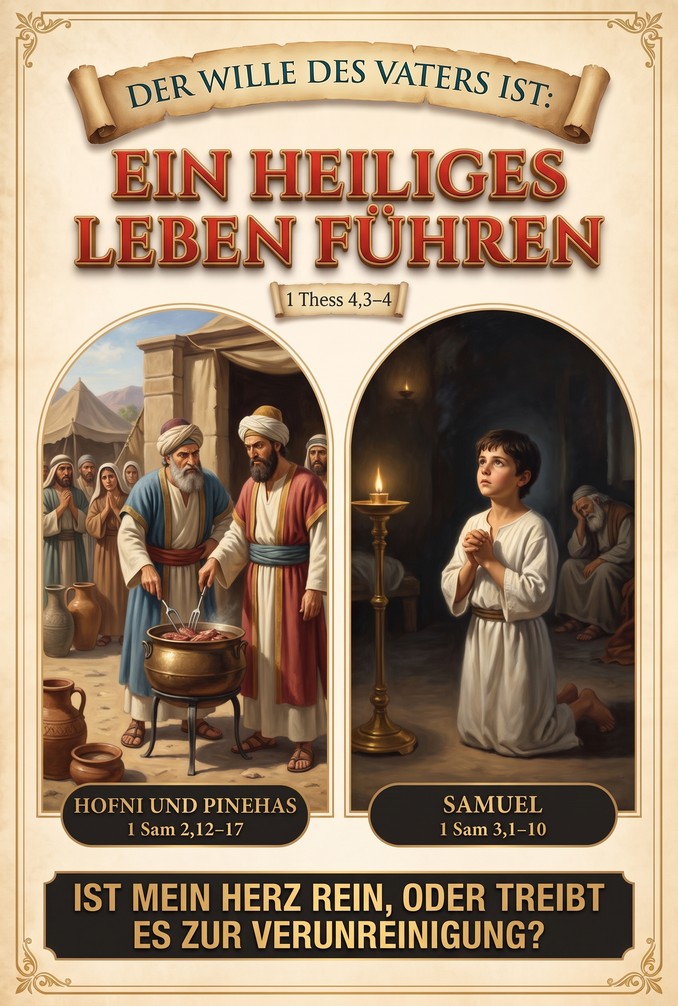 DER WILLE DES VATERS IST:
EIN HEILIGES
LEBEN FÜHREN
1 Thess 4,3–4
HOFNI UND PINEHAS
1 Sam 2,12–17
SAMUEL
1 Sam 3,1–10
IST MEIN HERZ REIN, ODER TREIBT
ES ZUR VERUNREINIGUNG?